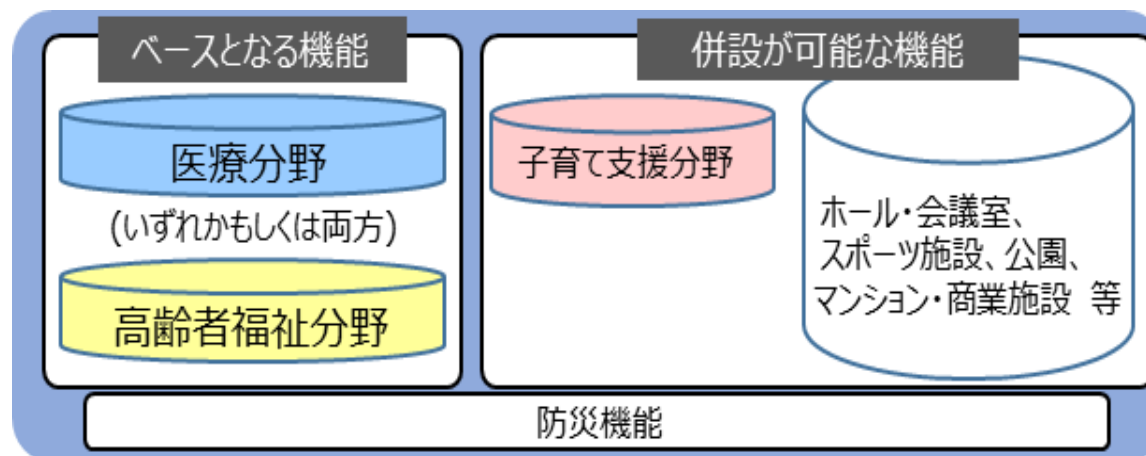 ベースとなる機能
医療分野
(いずれかもしくは両方)
高齢者福祉分野
併設が可能な機能
子育て支援分野
ホール・会議室、
スポーツ施設、公園、
マンション・商業施設 等
防災機能